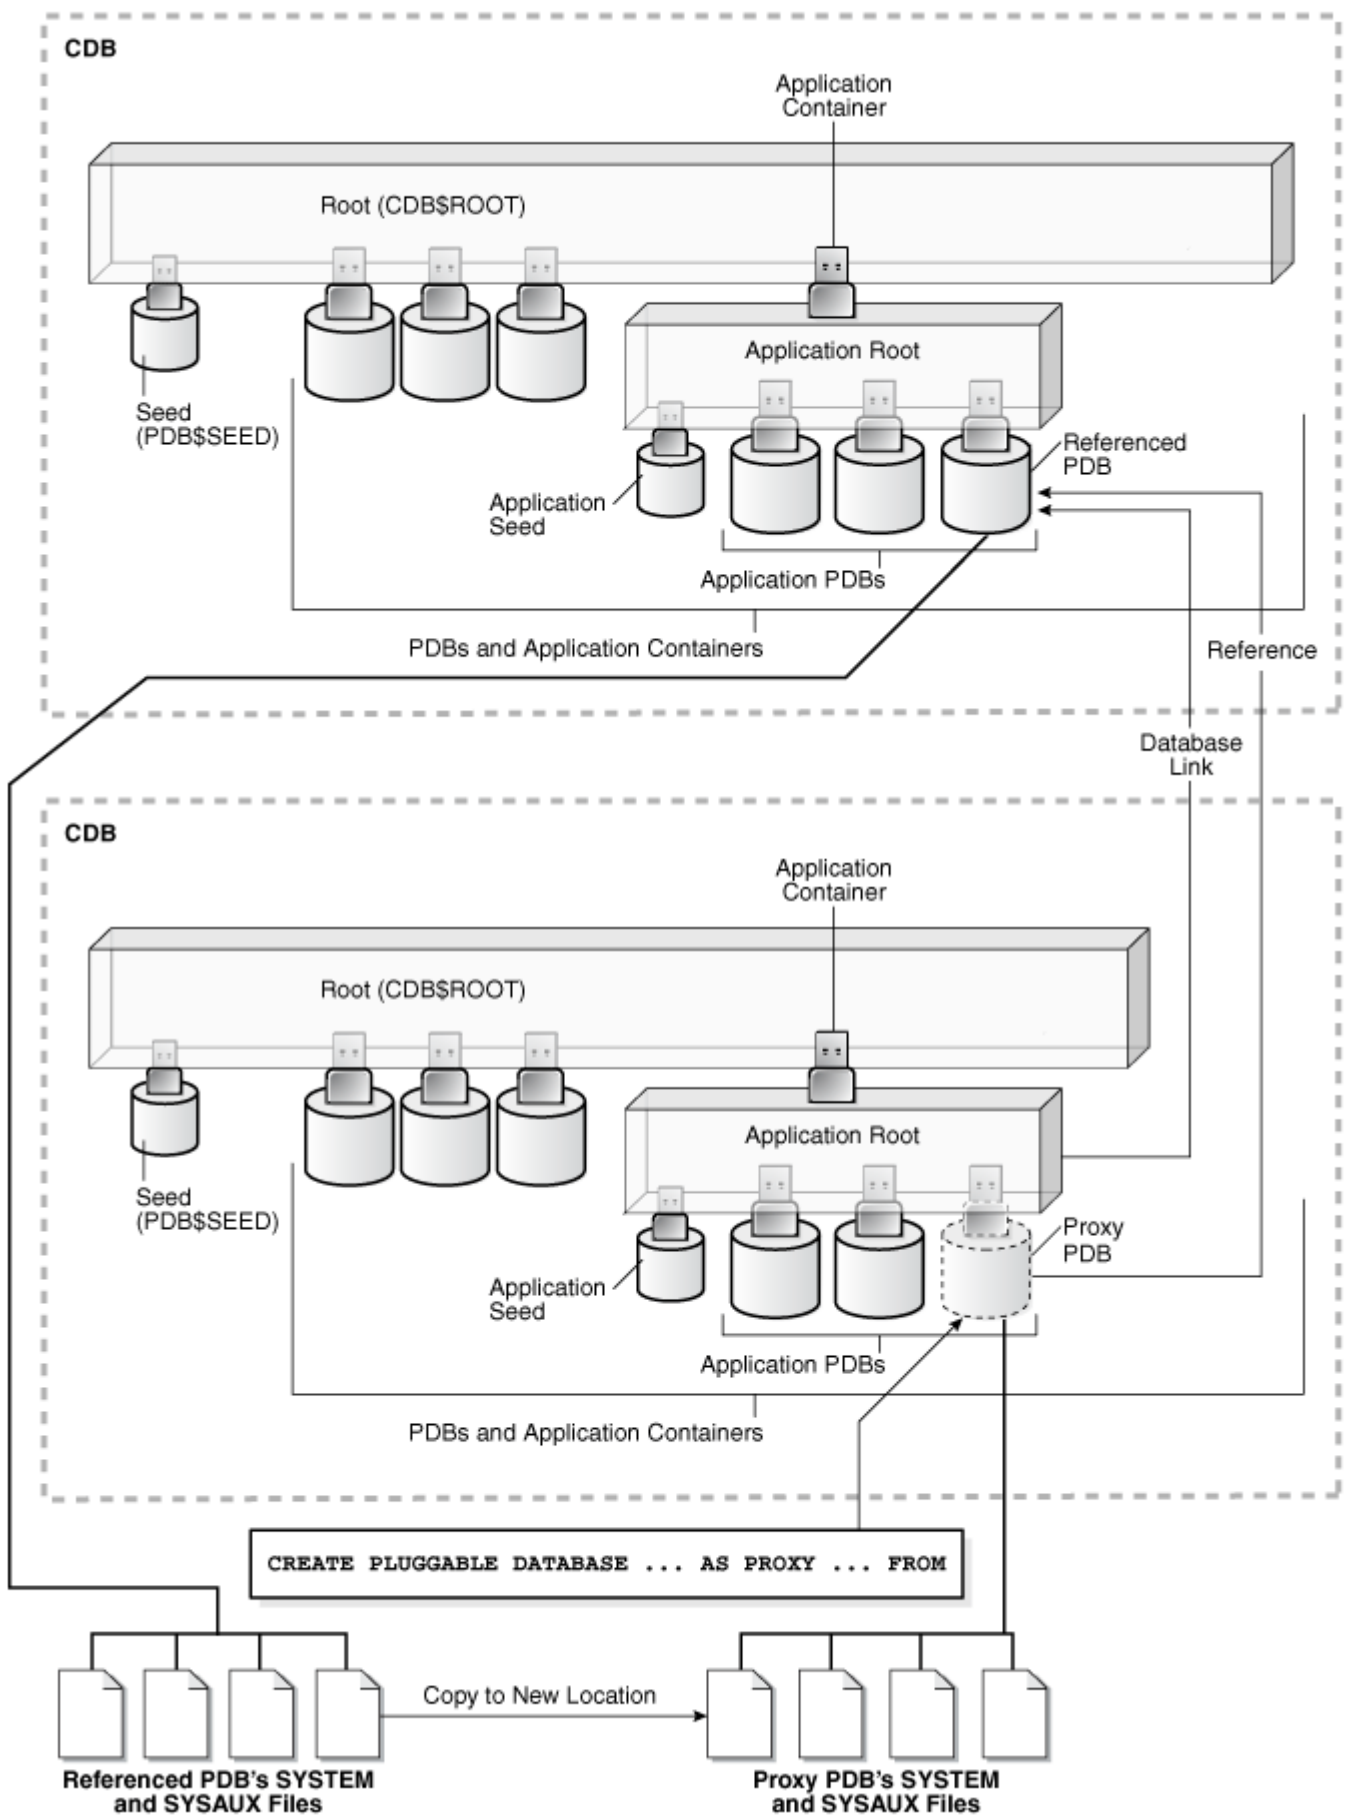 CDB
Application
Container
Root (CDB$ROOT)
Application Root
Seed
(PDB$SEED)
Referenced
PDB
Application
Seed
Application PDBs
PDBs and Application Containers
Reference
Database
Link
CDB
Application
Container
Root (CDB$ROOT)
Application Root
Seed
(PDB$SEED)
Proxy
PDB
Application
Seed
Application PDBs
PDBs and Application Containers
CREATE PLUGGABLE DATABASE ... AS PROXY ... FROM
Copy to New Location
Referenced PDB's SYSTEM
and SYSAUX Files
Proxy PDB's SYSTEM
and SYSAUX Files